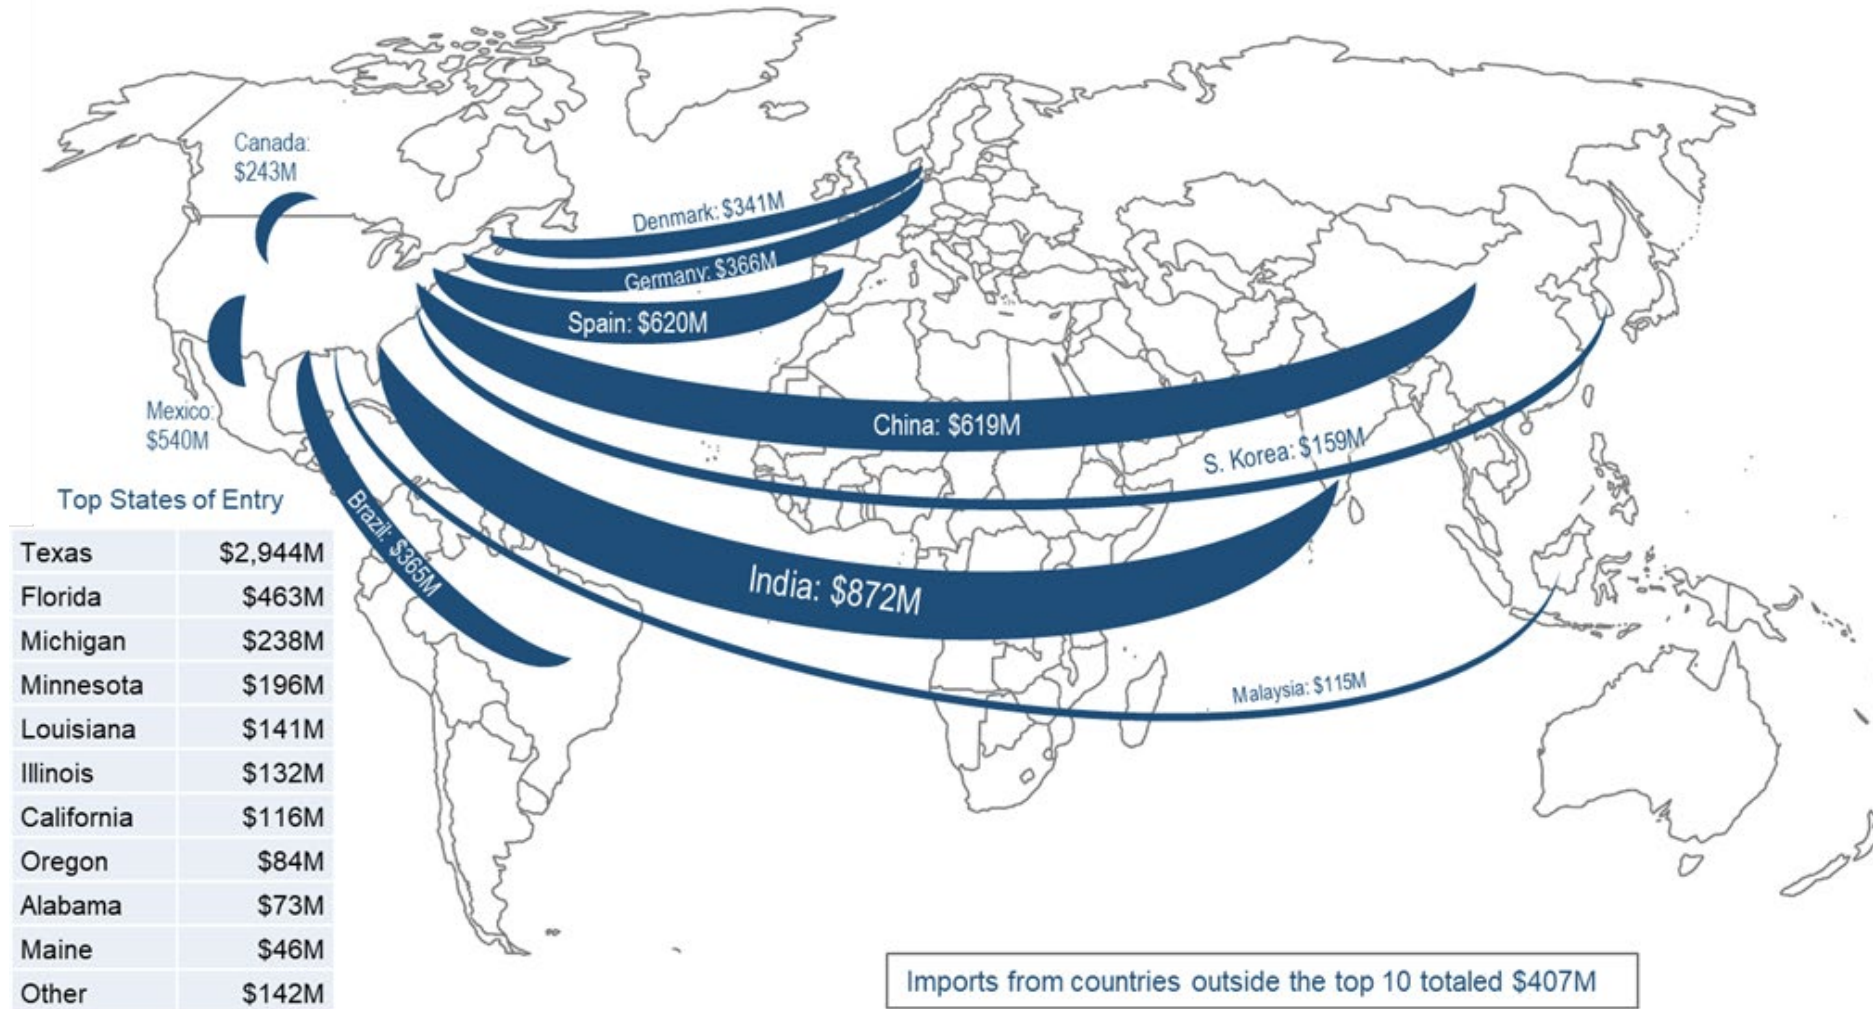 Canada:
$243M
Denmark: $341M
Germany: $366M
Spain: $620M
China: $619M
S. Korea: $159M
Mexico:
$540M
Brazil: $365M
India: $872M
Malaysia: $115M
Top States of Entry
Texas $2,944M
Florida $463M
Michigan $238M
Minnesota $196M
Louisiana $141M
Illinois $132M
California $116M
Oregon $84M
Alabama $73M
Maine $46M
Other $142M
Imports from countries outside the top 10 totaled $407M